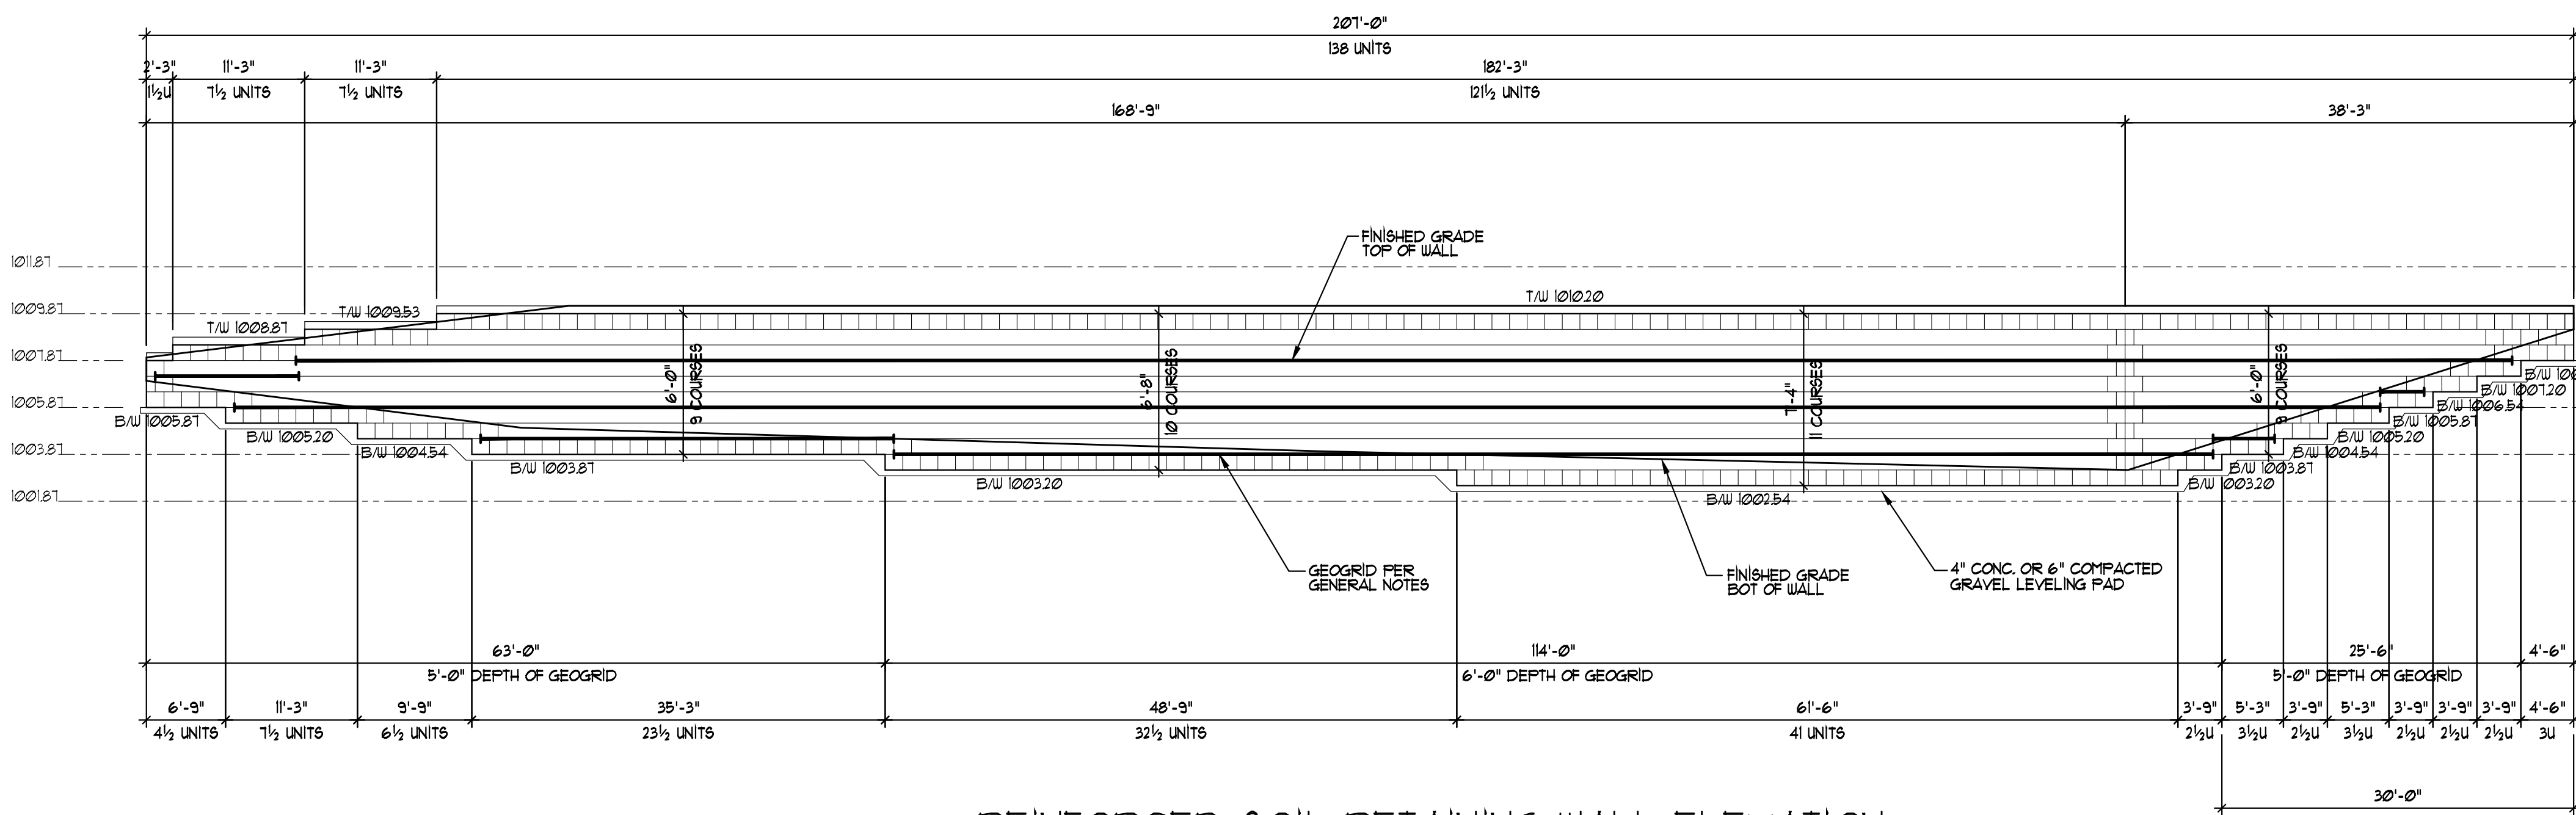 207'-0"
138 UNITS
2'-3" 11'-3" 11'-3" 182'-3"
1½U 7½ UNITS 7½ UNITS 121½ UNITS
168'-9" 38'-3"
FINISHED GRADE
TOP OF WALL
1011.87
1009.87
1007.87
1005.87
1003.87
1001.87
T/W 1008.87
T/W 1009.53
T/W 1010.20
6'-0"
9 COURSES
6'-8"
10 COURSES
7'-4"
11 COURSES
6'-0"
9 COURSES
B/W 1005.87
B/W 1005.20
B/W 1004.54
B/W 1003.87
B/W 1003.20
B/W 1002.54
B/W 1003.20
B/W 1003.87
B/W 1004.54
B/W 1005.20
B/W 1005.87
B/W 1006.54
B/W 1007.20
B/W
GEOGRID PER
GENERAL NOTES
FINISHED GRADE
BOT OF WALL
4" CONC. OR 6" COMPACTED
GRAVEL LEVELING PAD
63'-0" 114'-0" 25'-6" 4'-6"
5'-0" DEPTH OF GEOGRID 6'-0" DEPTH OF GEOGRID 5'-0" DEPTH OF GEOGRID
6'-9" 11'-3" 9'-9" 35'-3" 48'-9" 61'-6" 3'-9" 5'-3" 3'-9" 5'-3" 3'-9" 3'-9" 3'-9" 4'-6"
4½ UNITS 7½ UNITS 6½ UNITS 23½ UNITS 32½ UNITS 41 UNITS 2½U 3½U 2½U 3½U 2½U 2½U 2½U 3U
30'-0"
REINFORCED SOIL RETAINING WALL ELEVATION